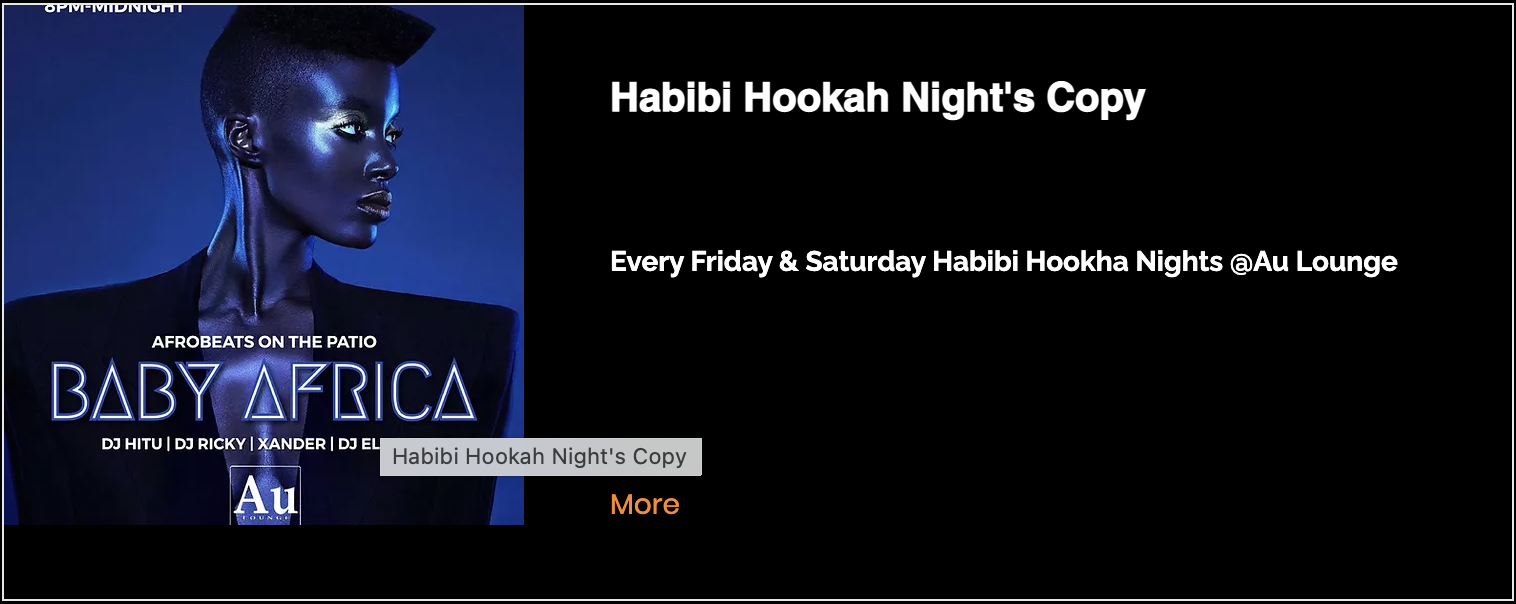 8PM-MIDNIGHT
Habibi Hookah Night's Copy
Every Friday & Saturday Habibi Hookha Nights @Au Lounge
AFROBEATS ON THE PATIO
BABY AFRICA
DJ HITU | DJ RICKY | XANDER | DJ EL
Habibi Hookah Night's Copy
Au
LOUNGE
More